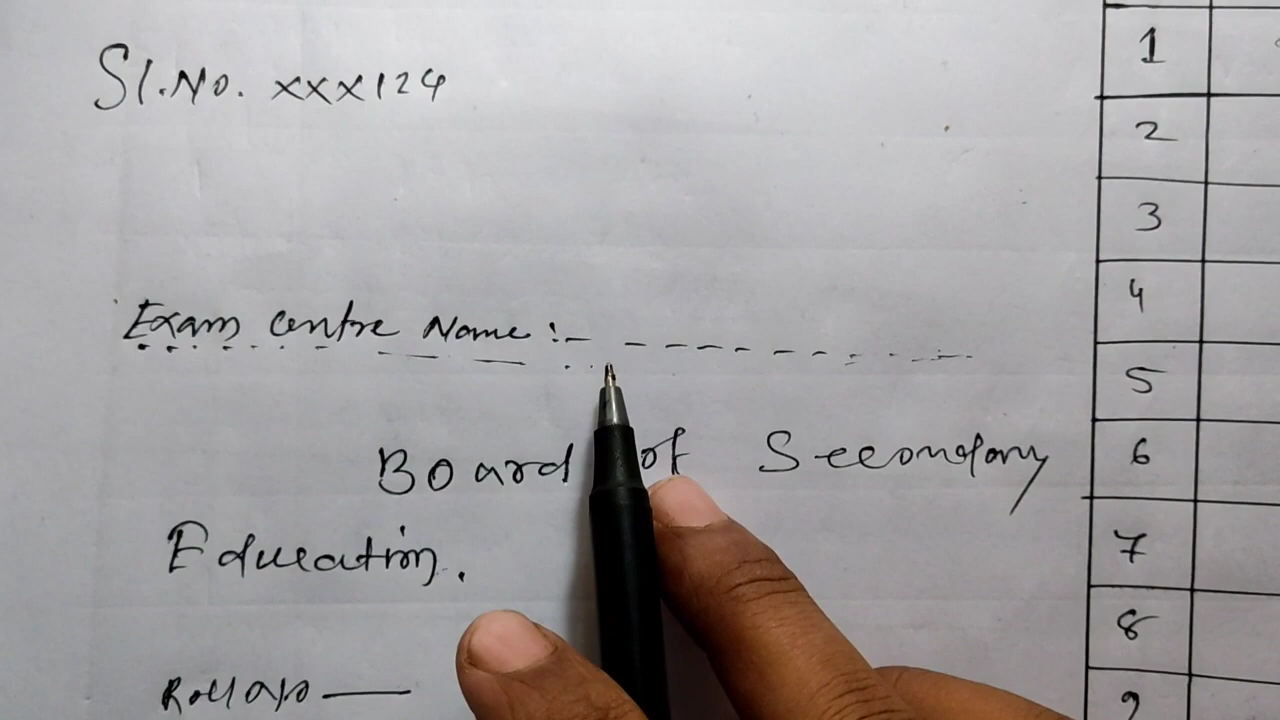 Sl.No. xxx124
Exam Centre Name:- - - - - - - - - -
Board of Secondary
Education.
Roll No —
1
2
3
4
5
6
7
8
9